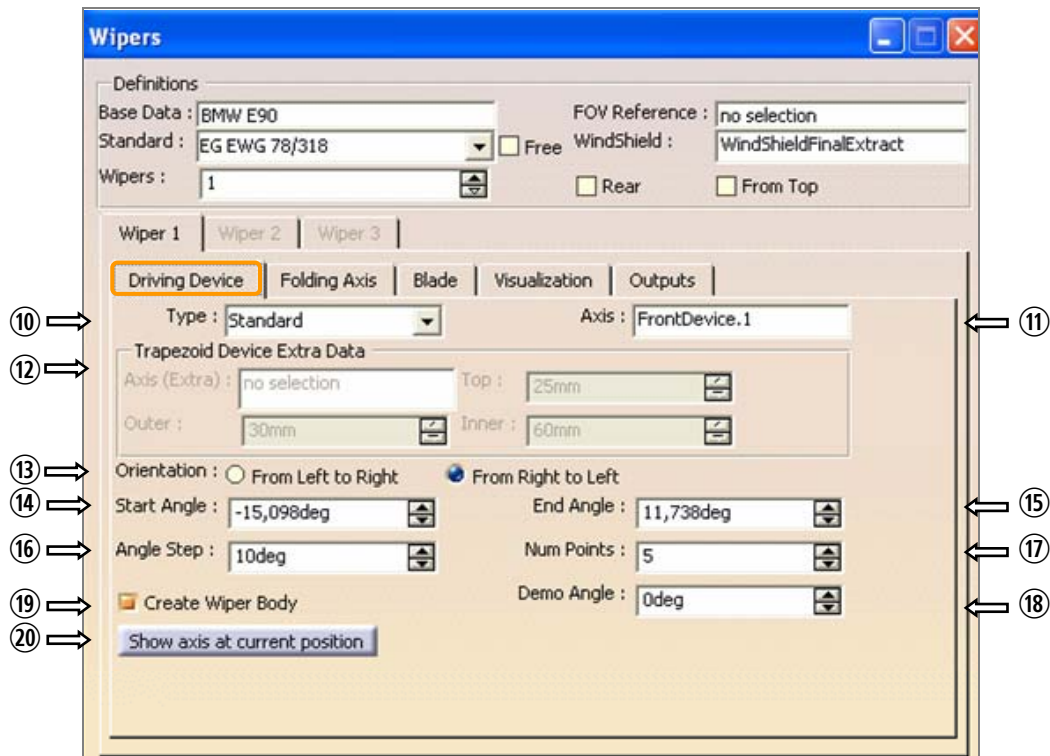 Wipers
Definitions
Base Data : BMW E90 FOV Reference : no selection
Standard : EG EWG 78/318 Free WindShield : WindShieldFinalExtract
Wipers : 1 Rear From Top
Wiper 1 Wiper 2 Wiper 3
Driving Device Folding Axis Blade Visualization Outputs
⑩ Type : Standard Axis : FrontDevice.1 ⑪
Trapezoid Device Extra Data
⑫ Axis (Extra) : no selection Top : 25mm
Outer : 30mm Inner : 60mm
⑬ Orientation : From Left to Right From Right to Left
⑭ Start Angle : -15,098deg End Angle : 11,738deg ⑮
⑯ Angle Step : 10deg Num Points : 5 ⑰
⑲ Create Wiper Body Demo Angle : 0deg ⑱
⑳ Show axis at current position